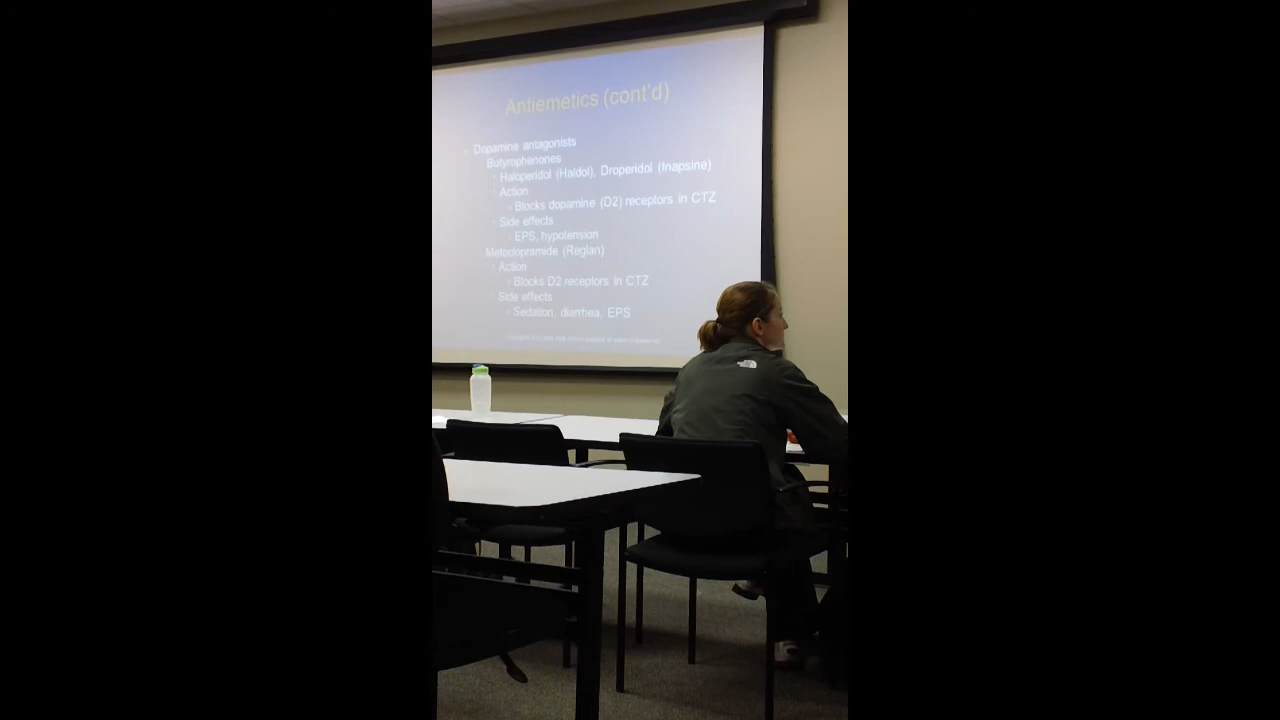 Antiemetics (cont'd)
Dopamine antagonists
Butyrophenones
Haloperidol (Haldol), Droperidol (Inapsine)
Action
Blocks dopamine (D2) receptors in CTZ
Side effects
EPS, hypotension
Metoclopramide (Reglan)
Action
Blocks D2 receptors in CTZ
Side effects
Sedation, diarrhea, EPS